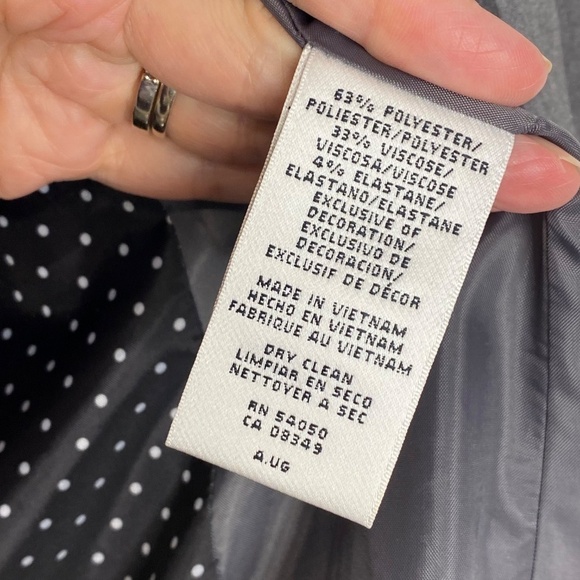 63% POLYESTER/
POLIESTER/POLYESTER
33% VISCOSE/
VISCOSA/VISCOSE
4% ELASTANE/
ELASTANO/ELASTANE
EXCLUSIVE OF
DECORATION/
EXCLUSIVO DE
DECORACION/
EXCLUSIF DE DÉCOR
MADE IN VIETNAM
HECHO EN VIETNAM
FABRIQUE AU VIETNAM
DRY CLEAN
LIMPIAR EN SECO
NETTOYER A SEC
RN 54050
CA 08349
A.UG